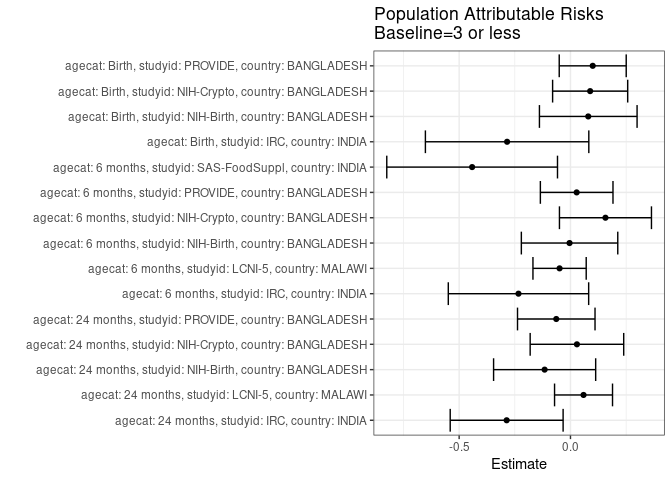 Population Attributable Risks
Baseline=3 or less
agecat: Birth, studyid: PROVIDE, country: BANGLADESH
agecat: Birth, studyid: NIH-Crypto, country: BANGLADESH
agecat: Birth, studyid: NIH-Birth, country: BANGLADESH
agecat: Birth, studyid: IRC, country: INDIA
agecat: 6 months, studyid: SAS-FoodSuppl, country: INDIA
agecat: 6 months, studyid: PROVIDE, country: BANGLADESH
agecat: 6 months, studyid: NIH-Crypto, country: BANGLADESH
agecat: 6 months, studyid: NIH-Birth, country: BANGLADESH
agecat: 6 months, studyid: LCNI-5, country: MALAWI
agecat: 6 months, studyid: IRC, country: INDIA
agecat: 24 months, studyid: PROVIDE, country: BANGLADESH
agecat: 24 months, studyid: NIH-Crypto, country: BANGLADESH
agecat: 24 months, studyid: NIH-Birth, country: BANGLADESH
agecat: 24 months, studyid: LCNI-5, country: MALAWI
agecat: 24 months, studyid: IRC, country: INDIA
-0.5 0.0
Estimate